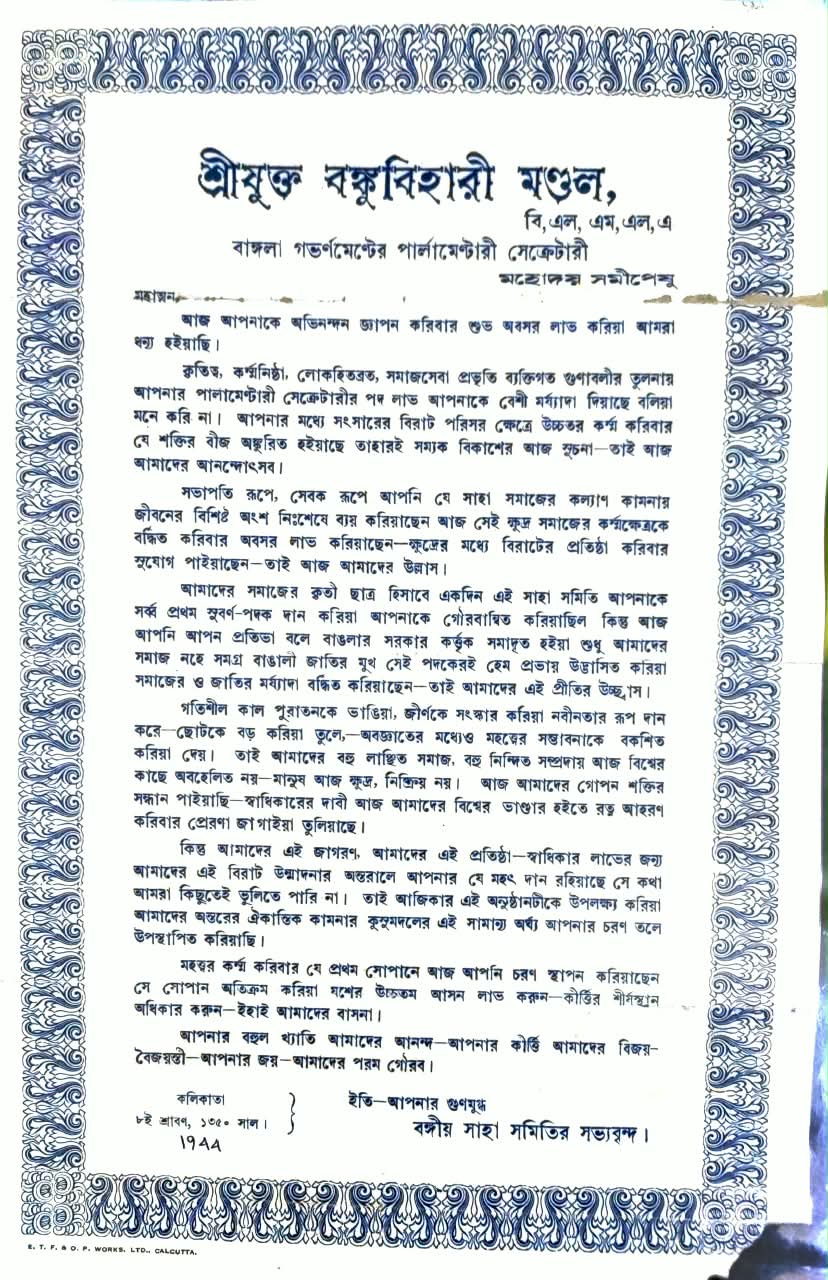 শ্রীযুক্ত বঙ্কুবিহারী মণ্ডল,
বি, এল, এম, এল, এ
বাঙ্গলা গভর্ণমেন্টের পার্লামেন্টারী সেক্রেটারী
মহোদয় সমীপেষু
মহাত্মন,
আজ আপনাকে অভিনন্দন জ্ঞাপন করিবার শুভ অবসর লাভ করিয়া আমরা
ধন্য হইয়াছি।
কৃতিত্ব, কর্ম্মনিষ্ঠা, লোকহিতব্রত, সমাজসেবা প্রভৃতি ব্যক্তিগত গুণাবলীর তুলনায়
আপনার পালামেন্টারী সেক্রেটারীর পদ লাভ আপনাকে বেশী মর্য্যাদা দিয়াছে বলিয়া
মনে করি না। আপনার মধ্যে সংসারের বিরাট পরিসর ক্ষেত্রে উচ্চতর কর্ম্ম করিবার
যে শক্তির বীজ অঙ্কুরিত হইয়াছে তাহারই সম্যক বিকাশের আজ সূচনা—তাই আজ
আমাদের আনন্দোৎসব।
সভাপতি রূপে, সেবক রূপে আপনি যে সাহা সমাজের কল্যাণ কামনায়
জীবনের বিশিষ্ট অংশ নিঃশেষে ব্যয় করিয়াছেন আজ সেই ক্ষুদ্র সমাজের কর্ম্মক্ষেত্রকে
বর্দ্ধিত করিবার অবসর লাভ করিয়াছেন—ক্ষুদ্রের মধ্যে বিরাটের প্রতিষ্ঠা করিবার
সুযোগ পাইয়াছেন—তাই আজ আমাদের উল্লাস।
আমাদের সমাজের কৃতী ছাত্র হিসাবে একদিন এই সাহা সমিতি আপনাকে
সর্ব্ব প্রথম সুবর্ণ-পদক দান করিয়া আপনাকে গৌরবান্বিত করিয়াছিল কিন্তু আজ
আপনি আপন প্রতিভা বলে বাঙলার সরকার কর্ত্তৃক সমাদৃত হইয়া শুধু আমাদের
সমাজ নহে সমগ্র বাঙালী জাতির মুখ সেই পদকেরই হেম প্রভায় উদ্ভাসিত করিয়া
সমাজের ও জাতির মর্য্যাদা বর্দ্ধিত করিয়াছেন—তাই আমাদের এই প্রীতির উচ্ছ্বাস।
গতিশীল কাল পুরাতনকে ভাঙিয়া, জীর্ণকে সংস্কার করিয়া নবীনতার রূপ দান
করে—ছোটকে বড় করিয়া তুলে,—অবজ্ঞাতের মধ্যেও মহত্ত্বের সম্ভাবনাকে বিকশিত
করিয়া দেয়। তাই আমাদের বহু লাঞ্ছিত সমাজ, বহু নিন্দিত সম্প্রদায় আজ বিশ্বের
কাছে অবহেলিত নয়—মানুষ আজ ক্ষুদ্র, নিষ্ক্রিয় নয়। আজ আমাদের গোপন শক্তির
সন্ধান পাইয়াছি—স্বাধিকারের দাবী আজ আমাদের বিশ্বের ভাণ্ডার হইতে রত্ন আহরণ
করিবার প্রেরণা জাগাইয়া তুলিয়াছে।
কিন্তু আমাদের এই জাগরণ, আমাদের এই প্রতিষ্ঠা—স্বাধিকার লাভের জন্য
আমাদের এই বিরাট উন্মাদনার অন্তরালে আপনার যে মহৎ দান রহিয়াছে সে কথা
আমরা কিছুতেই ভুলিতে পারি না। তাই আজিকার এই অনুষ্ঠানটীকে উপলক্ষ্য করিয়া
আমাদের অন্তরের ঐকান্তিক কামনার কুসুমদলের এই সামান্য অর্ঘ্য আপনার চরণ তলে
উপস্থাপিত করিয়াছি।
মহত্তর কর্ম্ম করিবার যে প্রথম সোপানে আজ আপনি চরণ স্থাপন করিয়াছেন
সে সোপান অতিক্রম করিয়া যশের উচ্চতম আসন লাভ করুন—কীর্ত্তির শীর্ষস্থান
অধিকার করুন—ইহাই আমাদের বাসনা।
আপনার বহুল খ্যাতি আমাদের আনন্দ—আপনার কীর্ত্তি আমাদের বিজয়-
বৈজয়ন্তী—আপনার জয়—আমাদের পরম গৌরব।
কলিকাতা
৮ই শ্রাবণ, ১৩৫০ সাল।
১৯৪৪
ইতি—আপনার গুণমুগ্ধ
বঙ্গীয় সাহা সমিতির সভ্যবৃন্দ।
E. T. F. & O. P. WORKS. LTD., CALCUTTA.